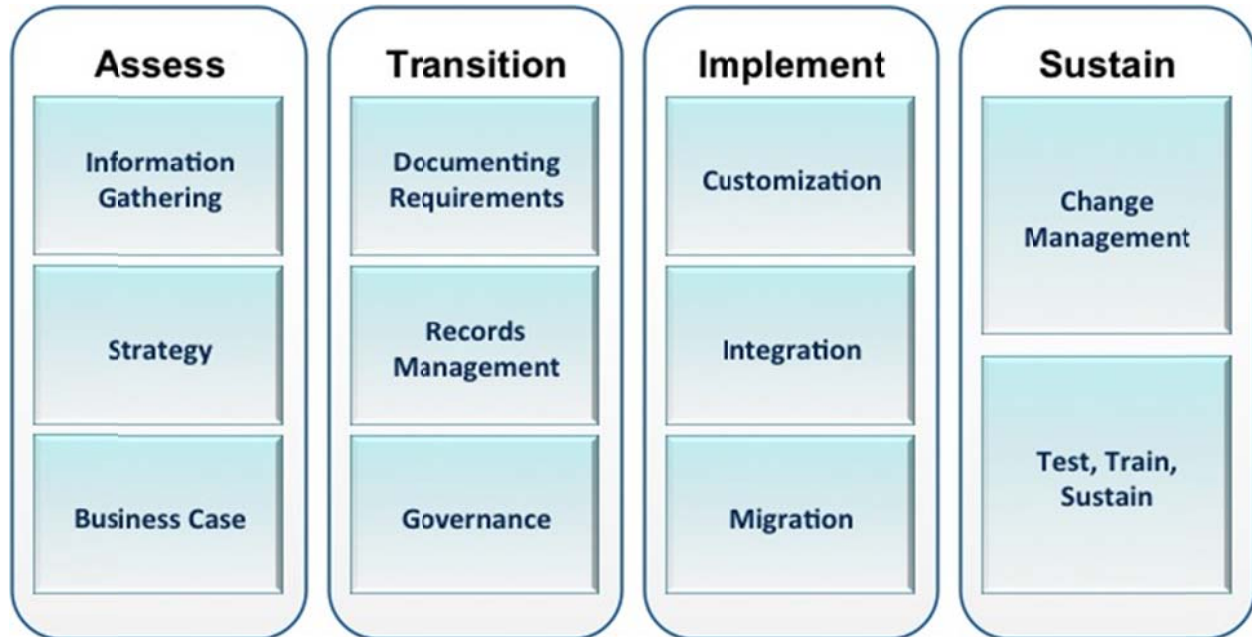 Assess
Information
Gathering
Strategy
Business Case
Transition
Documenting
Requirements
Records
Management
Governance
Implement
Customization
Integration
Migration
Sustain
Change
Management
Test, Train,
Sustain